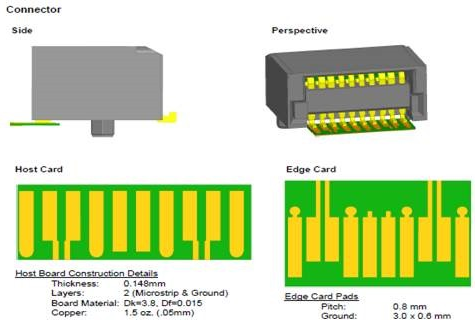 Connector
Side
Perspective
Host Card
Edge Card
Host Board Construction Details
Thickness: 0.148mm
Layers: 2 (Microstrip & Ground)
Board Material: Dk=3.8, Df=0.015
Copper: 1.5 oz. (.05mm)
Edge Card Pads
Pitch: 0.8 mm
Ground: 3.0 x 0.6 mm